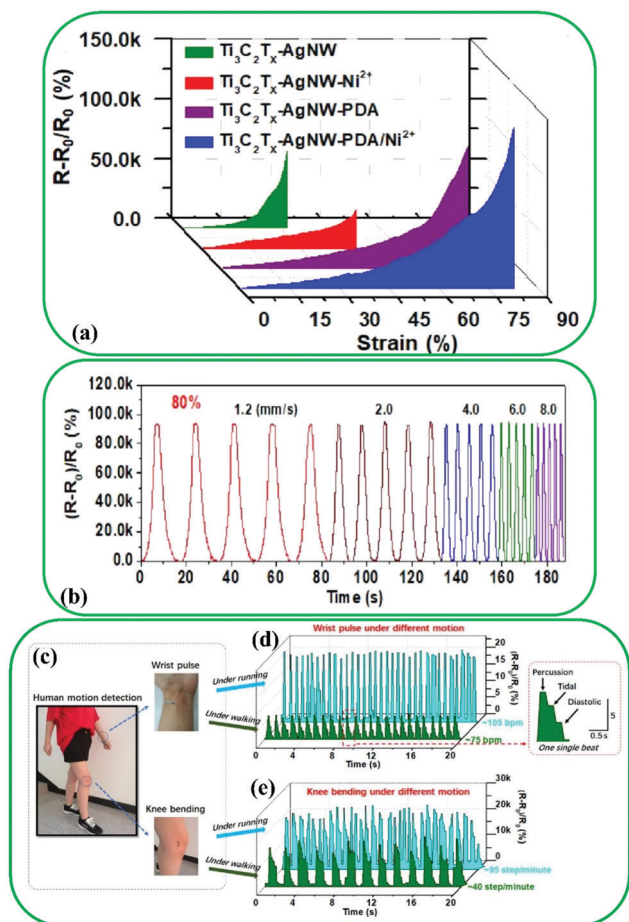 150.0k
100.0k
50.0k
0.0
R-R₀/R₀ (%)
Ti₃C₂Tₓ-AgNW
Ti₃C₂Tₓ-AgNW-Ni²⁺
Ti₃C₂Tₓ-AgNW-PDA
Ti₃C₂Tₓ-AgNW-PDA/Ni²⁺
0 15 30 45 60 75 90
Strain (%)
(a)
120.0k
100.0k
80.0k
60.0k
40.0k
20.0k
0.0
(R-R₀)/R₀ (%)
80% 1.2 (mm/s) 2.0 4.0 6.0 8.0
0 20 40 60 80 100 120 140 160 180
Time (s)
(b)
(c)
Human motion detection
Wrist pulse
Knee bending
Under running
Under walking
Under running
Under walking
(d)
Wrist pulse under different motion
20
15
10
5
0
(R-R₀)/R₀ (%)
~105 bpm
~75 bpm
0 4 8 12 16 20
Time (s)
Percussion
Tidal
Diastolic
5
0.5s
One single beat
(e)
Knee bending under different motion
30k
20k
10k
0
(R-R₀)/R₀ (%)
~95 step/minute
~40 step/minute
0 4 8 12 16 20
Time (s)